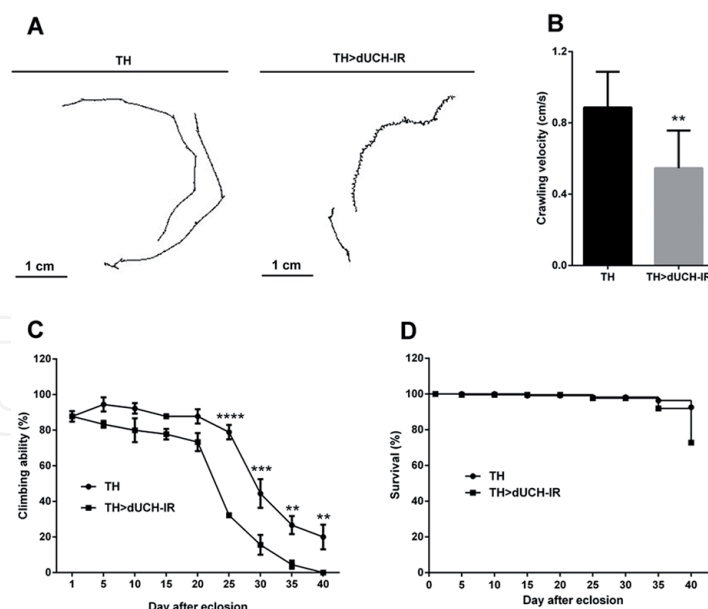 A
TH
TH>dUCH-IR
1 cm
1 cm
B
Crawling velocity (cm/s)
1.2
0.8
0.4
0.0
**
TH
TH>dUCH-IR
C
Climbing ability (%)
120
100
80
60
40
20
0
****
***
**
**
TH
TH>dUCH-IR
1 5 10 15 20 25 30 35 40
Day after eclosion
D
Survival (%)
120
100
80
60
40
20
0
TH
TH>dUCH-IR
0 5 10 15 20 25 30 35 40
Day after eclosion